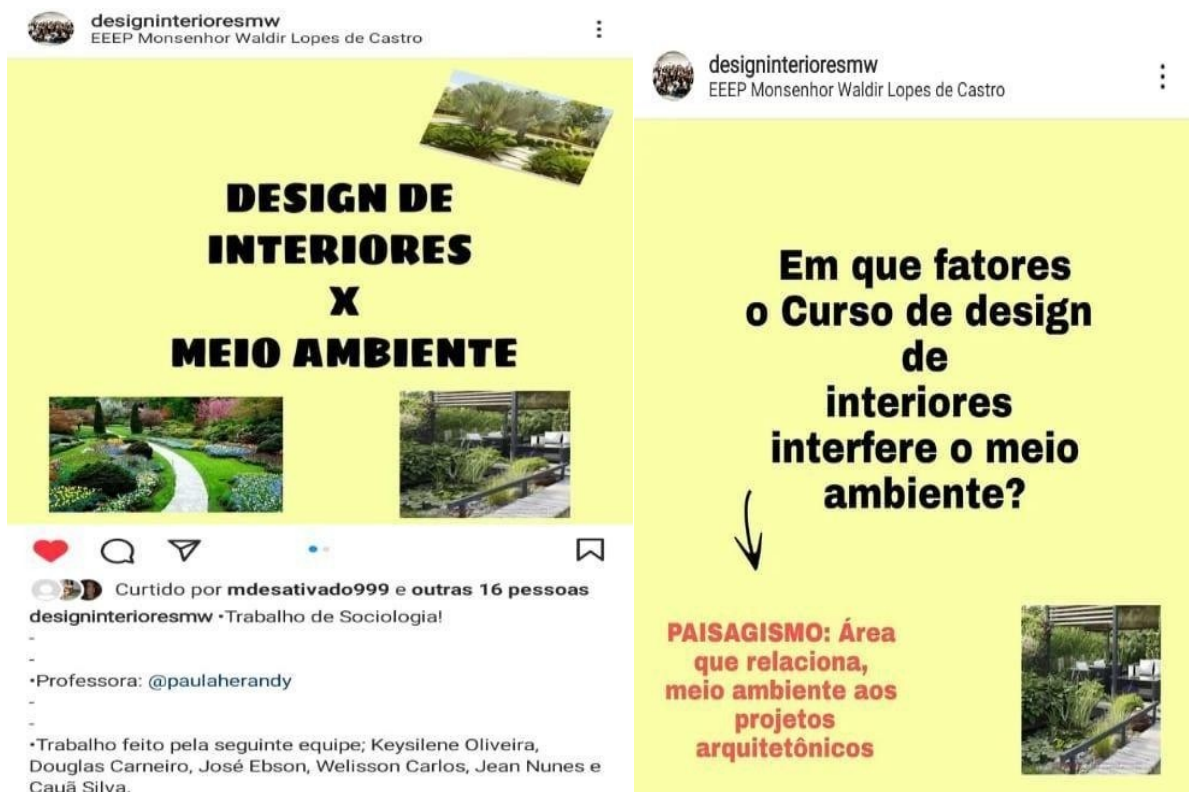 designinterioresmw
EEEP Monsenhor Waldir Lopes de Castro
DESIGN DE
INTERIORES
X
MEIO AMBIENTE
Curtido por mdesativado999 e outras 16 pessoas
designinterioresmw •Trabalho de Sociologia!
-
-
•Professora: @paulaherandy
-
-
•Trabalho feito pela seguinte equipe; Keysilene Oliveira,
Douglas Carneiro, José Ebson, Welisson Carlos, Jean Nunes e
Cauã Silva.
designinterioresmw
EEEP Monsenhor Waldir Lopes de Castro
Em que fatores
o Curso de design
de
interiores
interfere o meio
ambiente?
PAISAGISMO: Área
que relaciona,
meio ambiente aos
projetos
arquitetônicos